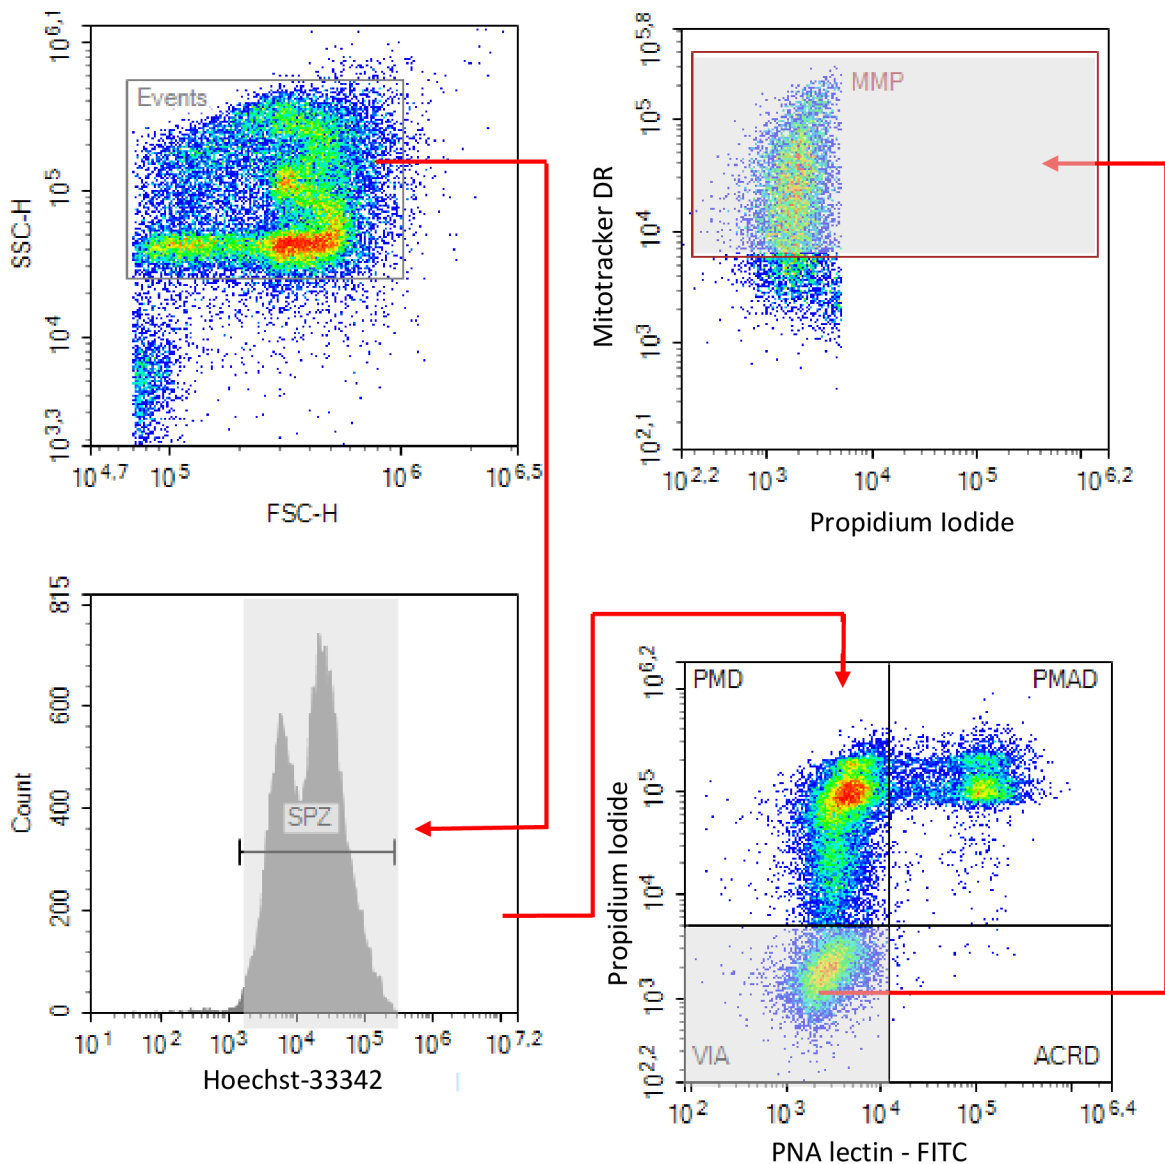 10^6,1
Events
SSC-H
10^5
10^4
10^3,3
10^4,7 10^5 10^6 10^6,5
FSC-H
10^5,8
MMP
Mitotracker DR
10^5
10^4
10^3
10^2,1
10^2,2 10^3 10^4 10^5 10^6,2
Propidium Iodide
815
600
Count
400
SPZ
200
0
10^1 10^2 10^3 10^4 10^5 10^6 10^7,2
Hoechst-33342
10^6,2
PMD PMAD
Propidium Iodide
10^5
10^4
10^3
10^2,2
VIA ACRD
10^2 10^3 10^4 10^5 10^6,4
PNA lectin - FITC